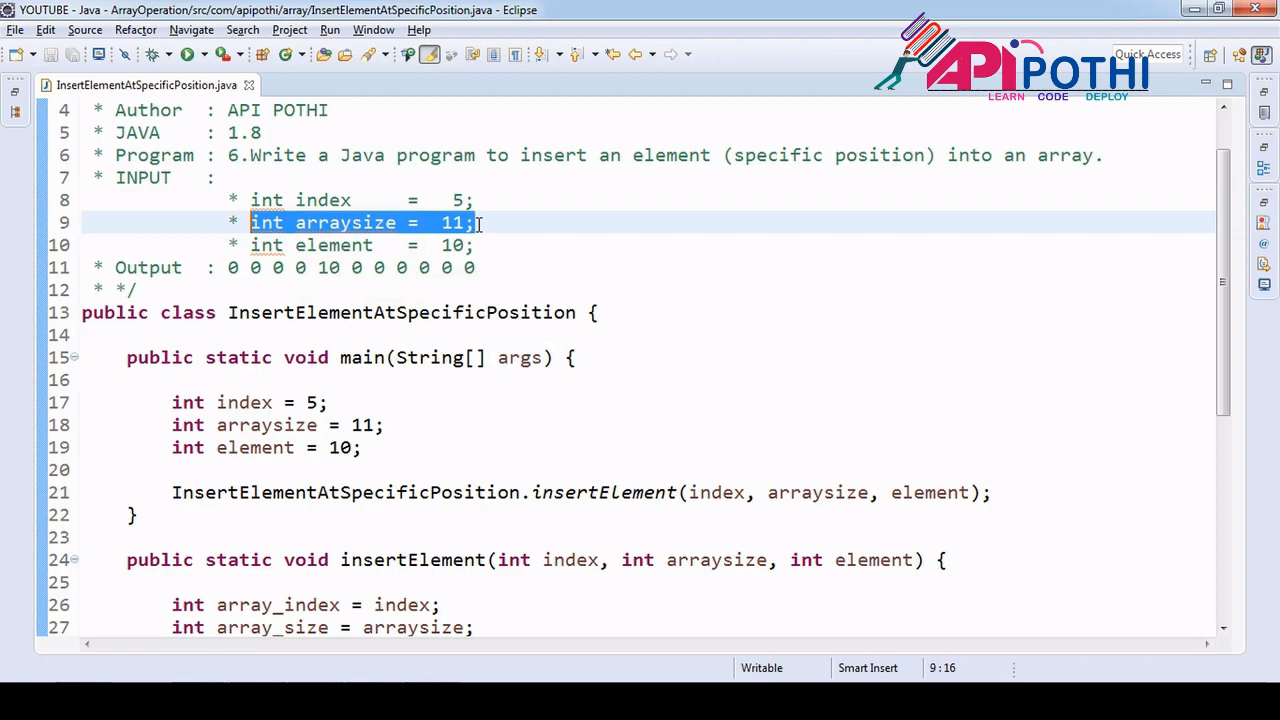 YOUTUBE - Java - ArrayOperation/src/com/apipothi/array/InsertElementAtSpecificPosition.java - Eclipse
File Edit Source Refactor Navigate Search Project Run Window Help
Quick Access
API POTHI
LEARN CODE DEPLOY
InsertElementAtSpecificPosition.java
4 * Author : API POTHI
5 * JAVA : 1.8
6 * Program : 6.Write a Java program to insert an element (specific position) into an array.
7 * INPUT :
8 * int index = 5;
9 * int arraysize = 11;
10 * int element = 10;
11 * Output : 0 0 0 0 10 0 0 0 0 0 0
12 * */
13 public class InsertElementAtSpecificPosition {
14
15 public static void main(String[] args) {
16
17 int index = 5;
18 int arraysize = 11;
19 int element = 10;
20
21 InsertElementAtSpecificPosition.insertElement(index, arraysize, element);
22 }
23
24 public static void insertElement(int index, int arraysize, int element) {
25
26 int array_index = index;
27 int array_size = arraysize;
Writable Smart Insert 9:16